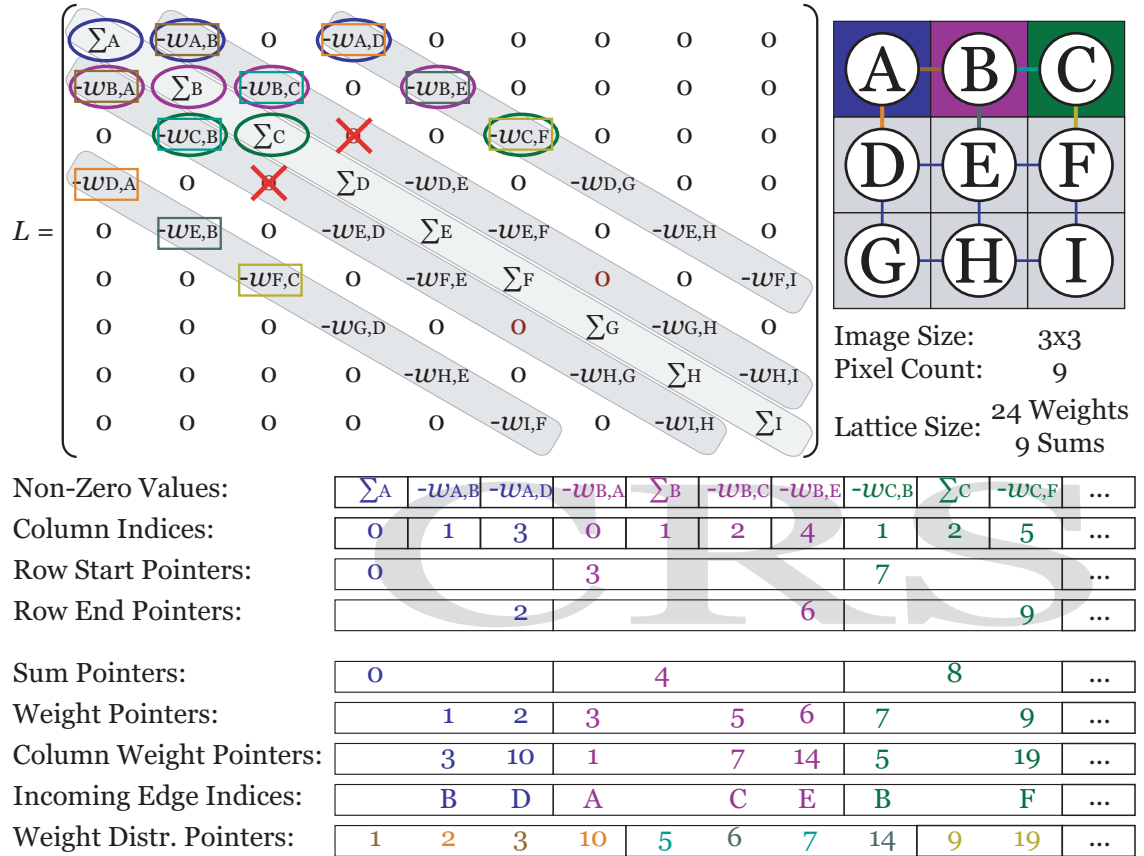 ∑A -wA,B 0 -wA,D 0 0 0 0 0
-wB,A ∑B -wB,C 0 -wB,E 0 0 0 0
0 -wC,B ∑C 0 0 -wC,F 0 0 0
-wD,A 0 0 ∑D -wD,E 0 -wD,G 0 0
L = 0 -wE,B 0 -wE,D ∑E -wE,F 0 -wE,H 0
0 0 -wF,C 0 -wF,E ∑F 0 0 -wF,I
0 0 0 -wG,D 0 0 ∑G -wG,H 0
0 0 0 0 -wH,E 0 -wH,G ∑H -wH,I
0 0 0 0 0 -wI,F 0 -wI,H ∑I
A B C
D E F
G H I
Image Size: 3x3
Pixel Count: 9
Lattice Size: 24 Weights
9 Sums
CRS
Non-Zero Values: ∑A -wA,B -wA,D -wB,A ∑B -wB,C -wB,E -wC,B ∑C -wC,F ...
Column Indices: 0 1 3 0 1 2 4 1 2 5 ...
Row Start Pointers: 0 3 7 ...
Row End Pointers: 2 6 9 ...
Sum Pointers: 0 4 8 ...
Weight Pointers: 1 2 3 5 6 7 9 ...
Column Weight Pointers: 3 10 1 7 14 5 19 ...
Incoming Edge Indices: B D A C E B F ...
Weight Distr. Pointers: 1 2 3 10 5 6 7 14 9 19 ...